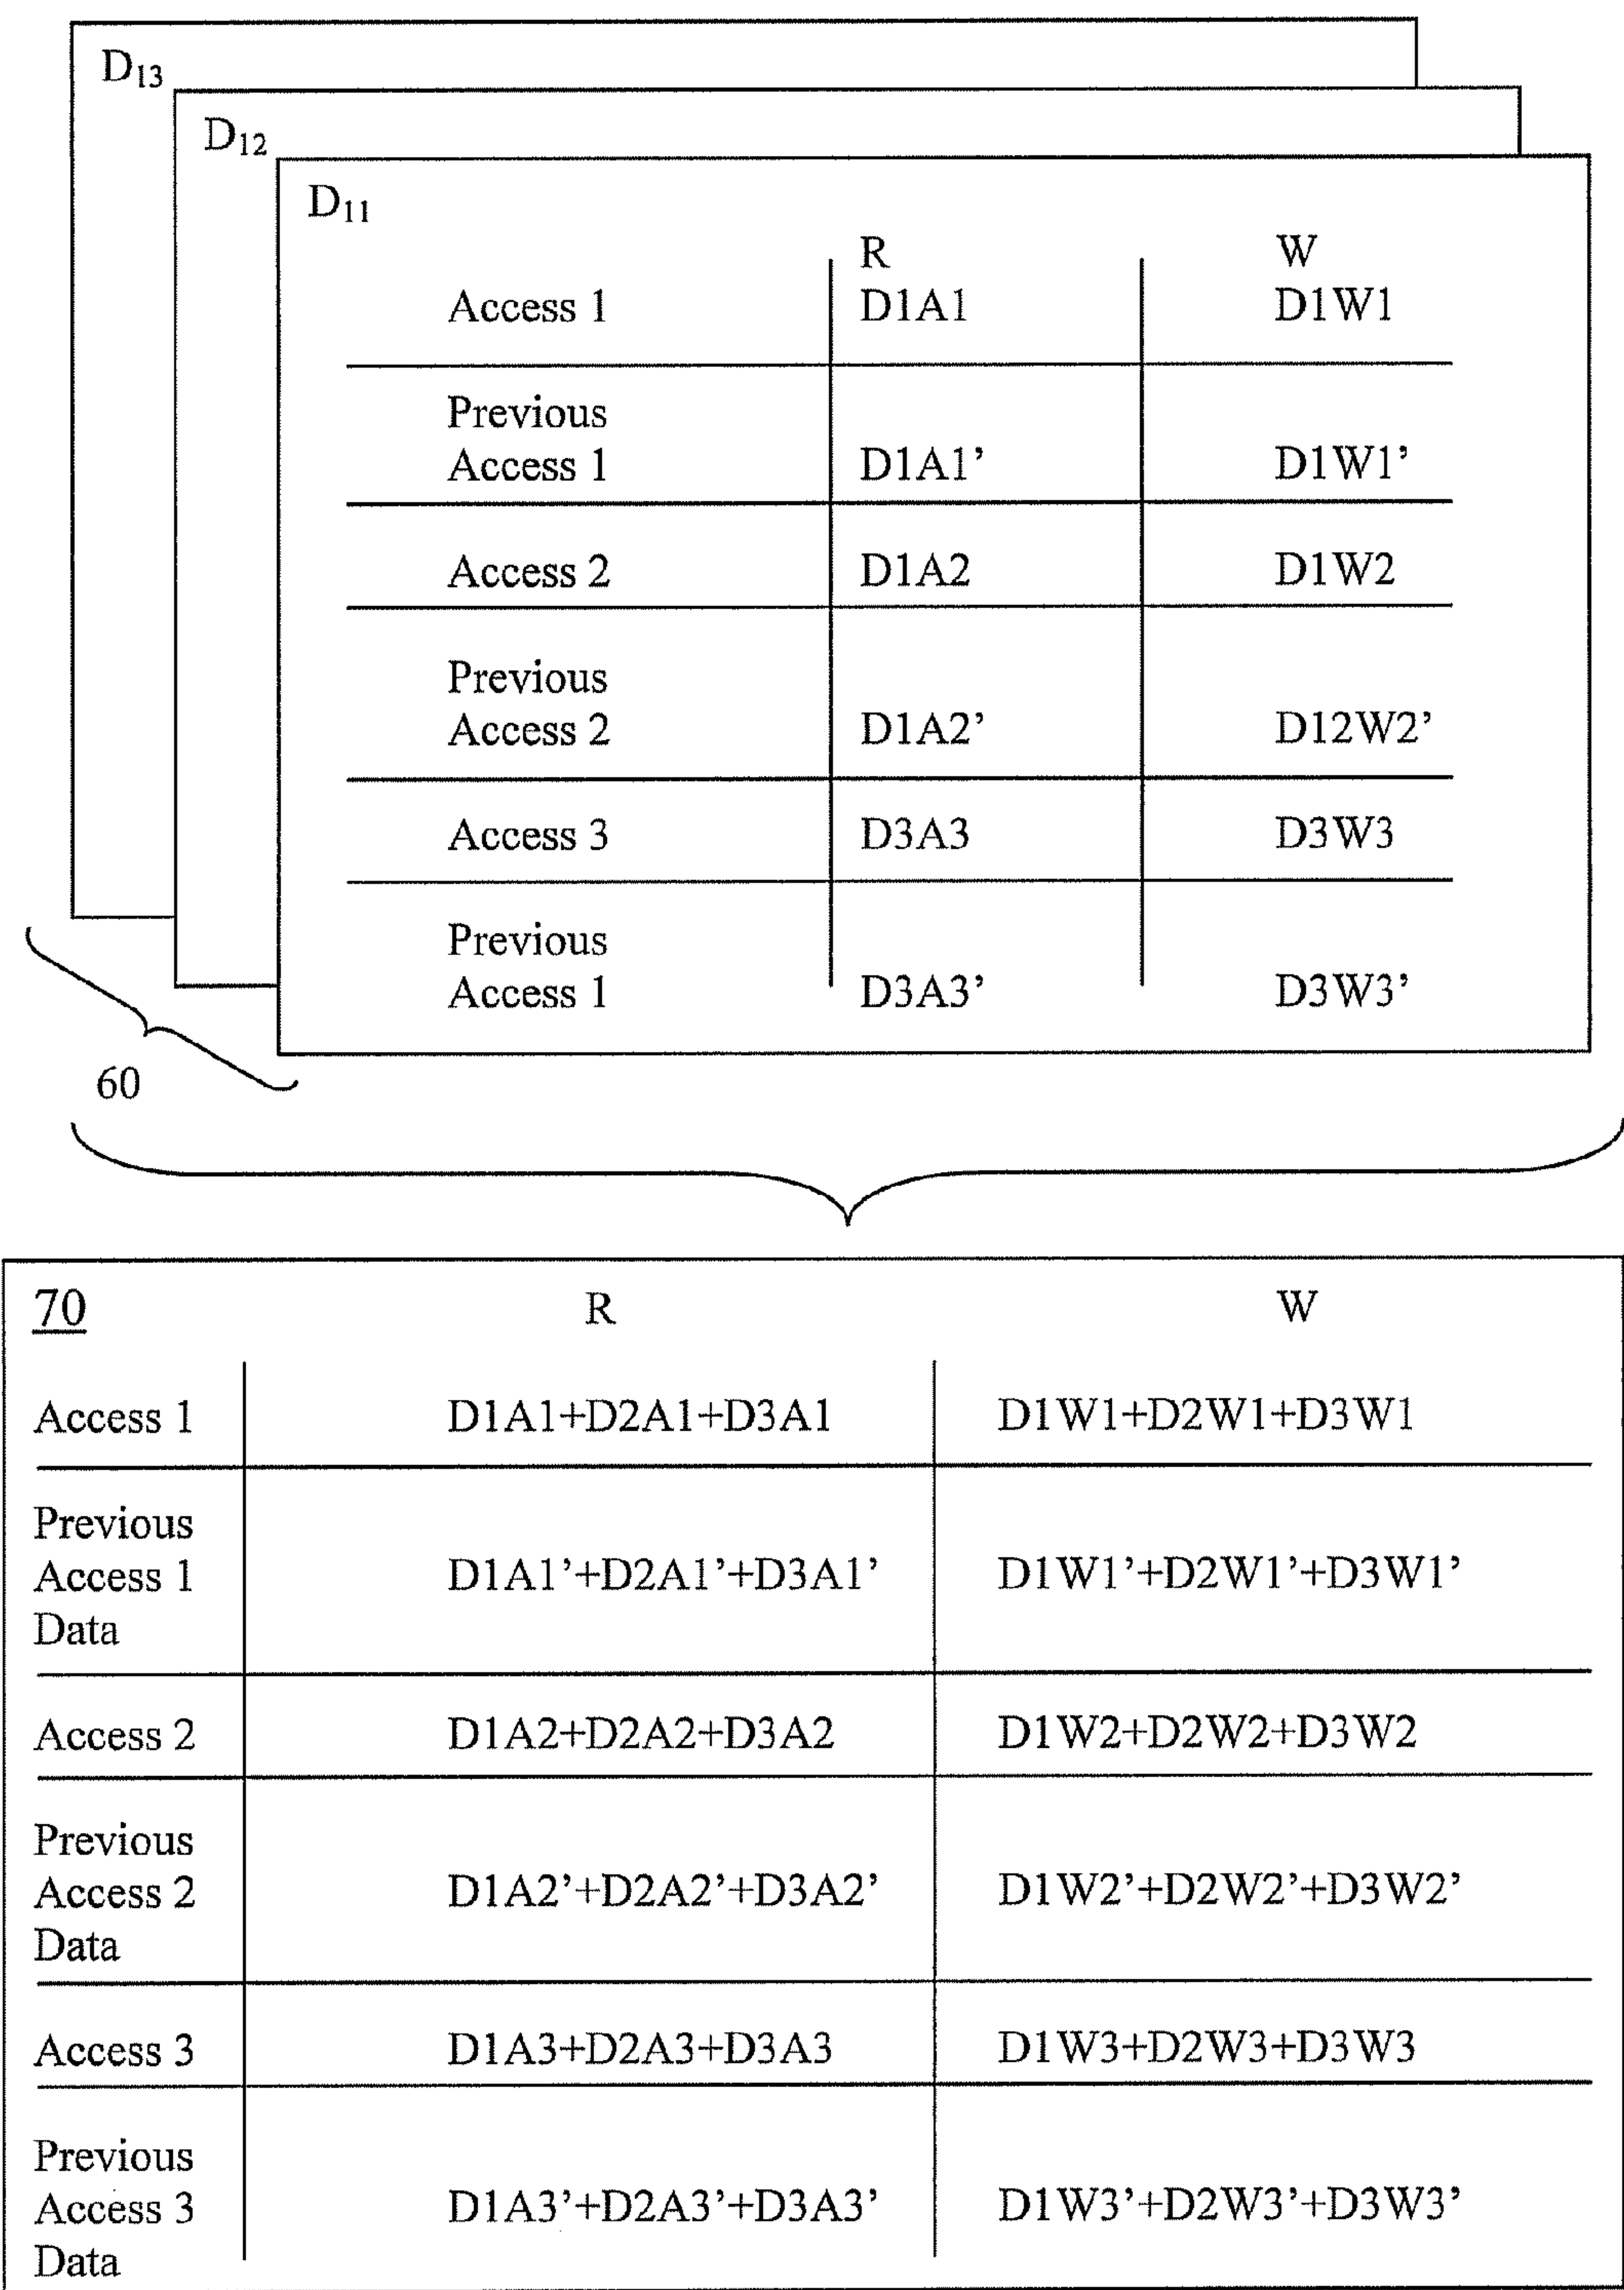 D13
D12
D11
R W
Access 1 D1A1 D1W1
Previous
Access 1 D1A1’ D1W1’
Access 2 D1A2 D1W2
Previous
Access 2 D1A2’ D12W2’
Access 3 D3A3 D3W3
Previous
Access 1 D3A3’ D3W3’
60
70 R W
Access 1 D1A1+D2A1+D3A1 D1W1+D2W1+D3W1
Previous
Access 1 D1A1’+D2A1’+D3A1’ D1W1’+D2W1’+D3W1’
Data
Access 2 D1A2+D2A2+D3A2 D1W2+D2W2+D3W2
Previous
Access 2 D1A2’+D2A2’+D3A2’ D1W2’+D2W2’+D3W2’
Data
Access 3 D1A3+D2A3+D3A3 D1W3+D2W3+D3W3
Previous
Access 3 D1A3’+D2A3’+D3A3’ D1W3’+D2W3’+D3W3’
Data